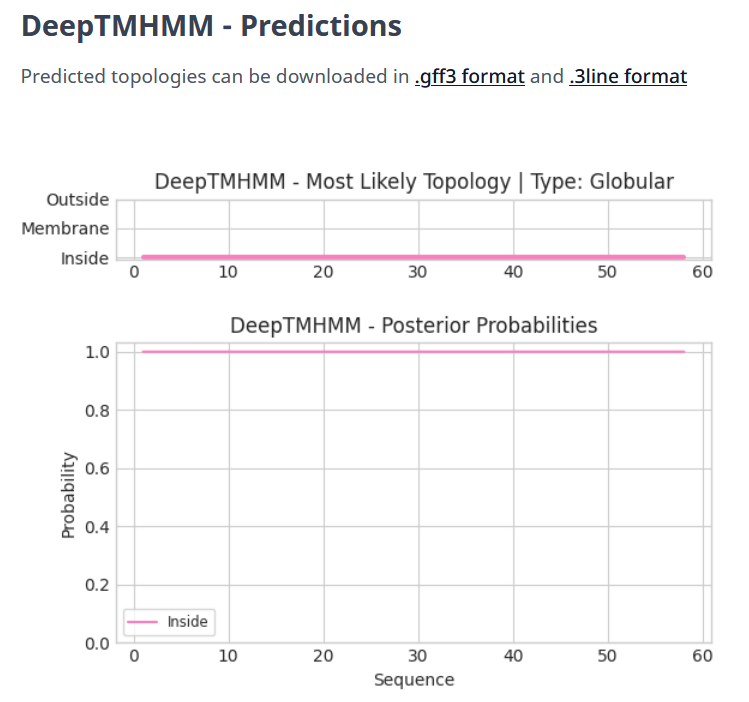 DeepTMHMM - Predictions
Predicted topologies can be downloaded in .gff3 format and .3line format
DeepTMHMM - Most Likely Topology | Type: Globular
Outside
Membrane
Inside
0 10 20 30 40 50 60
DeepTMHMM - Posterior Probabilities
1.0
0.8
0.6
0.4
0.2
0.0
Probability
Inside
0 10 20 30 40 50 60
Sequence